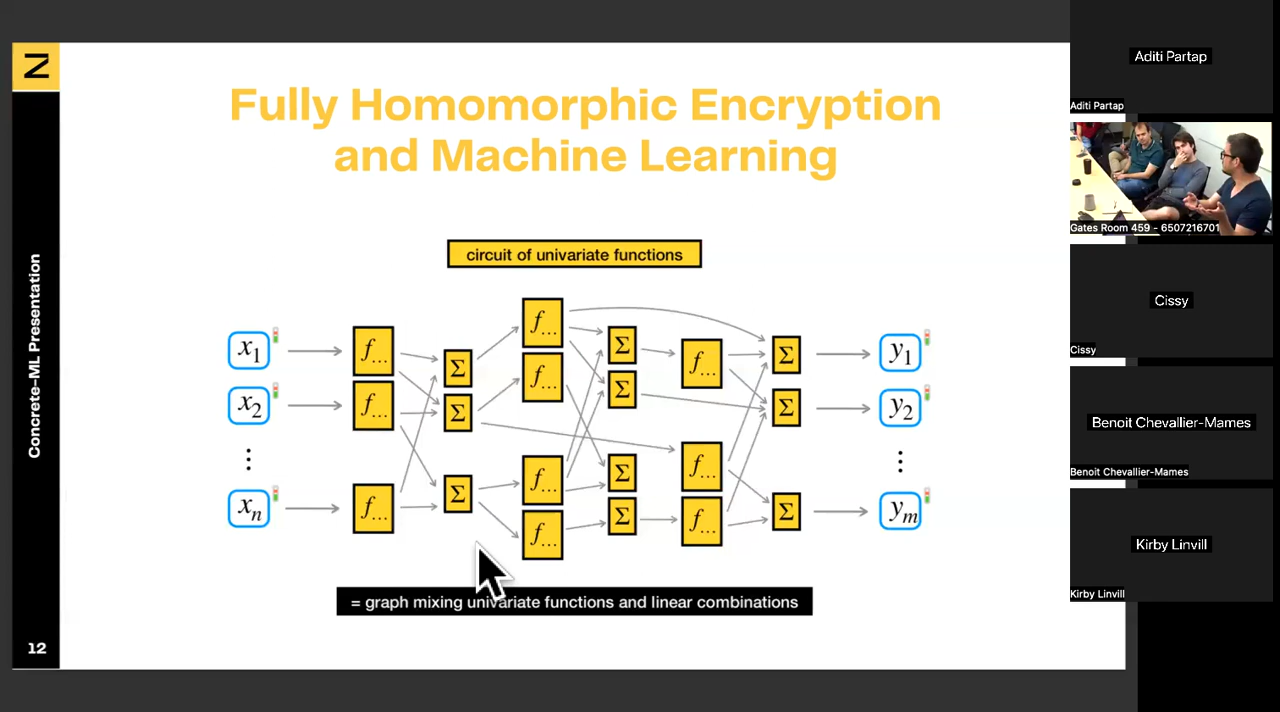 Fully Homomorphic Encryption
and Machine Learning
circuit of univariate functions
x1
x2
⋮
xn
f...
f...
f...
Σ
Σ
Σ
f...
f...
f...
f...
Σ
Σ
Σ
Σ
f...
f...
f...
Σ
Σ
Σ
y1
y2
⋮
ym
= graph mixing univariate functions and linear combinations
Concrete-ML Presentation
12
Aditi Partap
Aditi Partap
Gates Room 459 - 6507216701
Cissy
Cissy
Benoit Chevallier-Mames
Benoit Chevallier-Mames
Kirby Linvill
Kirby Linvill